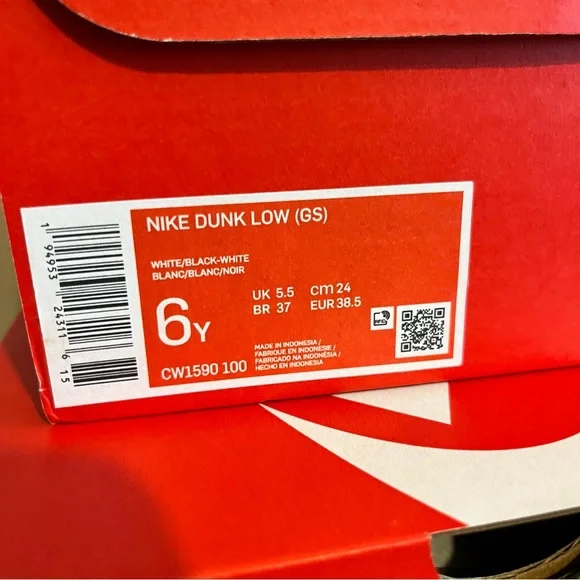 NIKE DUNK LOW (GS)
WHITE/BLACK-WHITE
BLANC/BLANC/NOIR
6Y
UK 5.5 cm 24
BR 37 EUR 38.5
CW1590 100
MADE IN INDONESIA /
FABRIQUE EN INDONESIE /
FABRICADO NA INDONÉSIA /
HECHO EN INDONESIA
1 94953 24311 6 15